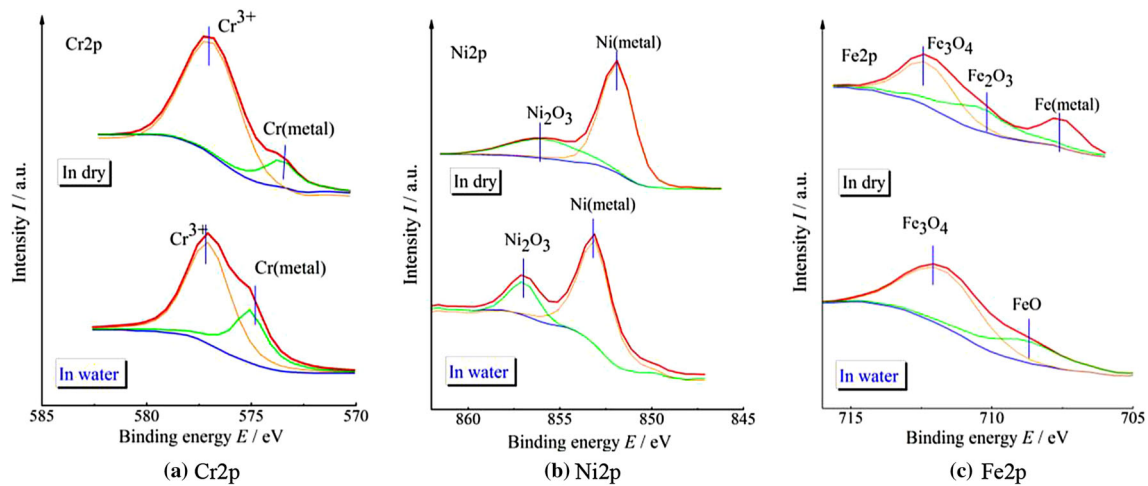 Cr2p
Cr3+
Cr(metal)
In dry
Cr3+
Cr(metal)
In water
Intensity I / a.u.
585 580 575 570
Binding energy E / eV
(a) Cr2p
Ni2p
Ni(metal)
Ni2O3
In dry
Ni(metal)
Ni2O3
In water
Intensity I / a.u.
860 855 850 845
Binding energy E / eV
(b) Ni2p
Fe2p
Fe3O4
Fe2O3
Fe(metal)
In dry
Fe3O4
FeO
In water
Intensity I / a.u.
715 710 705
Binding energy E / eV
(c) Fe2p